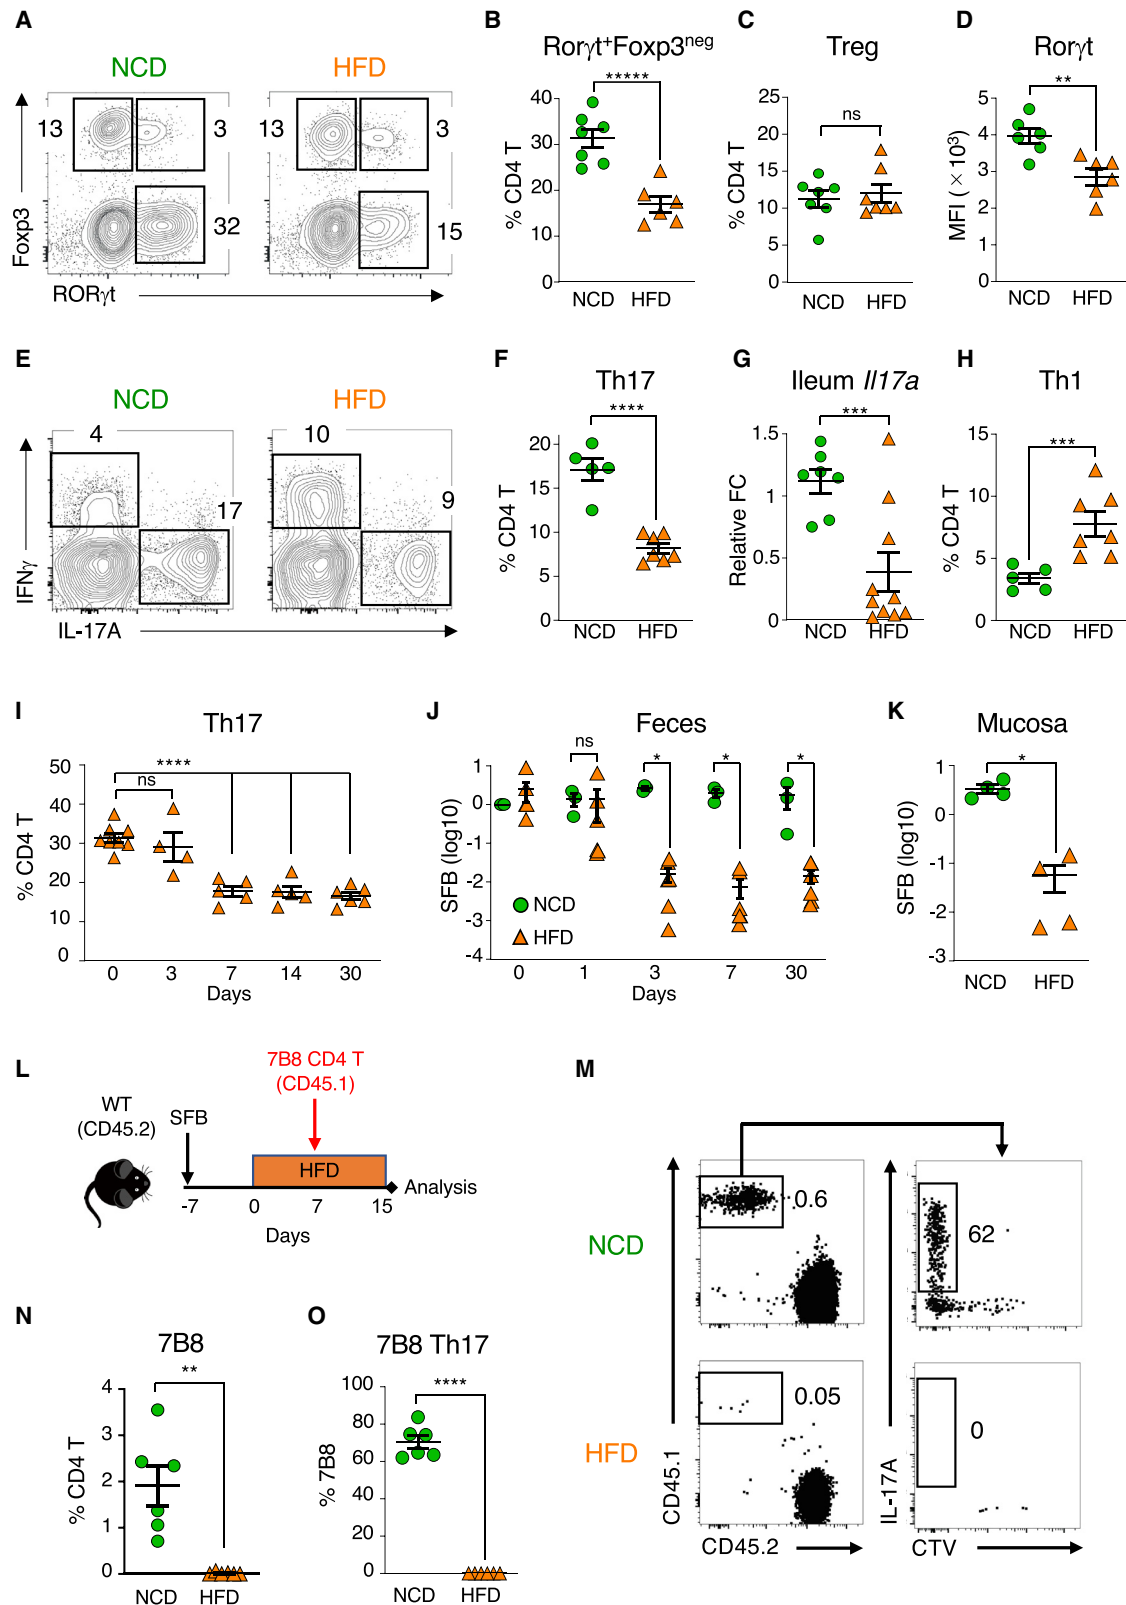 A
NCD
HFD
13
3
13
3
32
15
Foxp3
RORγt
B
Rorγt+Foxp3neg
*****
% CD4 T
40
30
20
10
0
NCD HFD
C
Treg
ns
% CD4 T
25
20
15
10
5
0
NCD HFD
D
Rorγt
**
MFI (×10³)
5
4
3
2
1
0
NCD HFD
E
NCD
HFD
4
10
17
9
IFNγ
IL-17A
F
Th17
****
% CD4 T
20
15
10
5
0
NCD HFD
G
Ileum Il17a
***
Relative FC
1.5
1
0.5
0
NCD HFD
H
Th1
***
% CD4 T
15
10
5
0
NCD HFD
I
Th17
****
ns
% CD4 T
50
40
30
20
10
0
0 3 7 14 30
Days
J
Feces
ns
* * *
SFB (log10)
1
0
-1
-2
-3
-4
NCD
HFD
0 1 3 7 30
Days
K
Mucosa
*
SFB (log10)
1
0
-1
-2
-3
NCD HFD
L
7B8 CD4 T
(CD45.1)
WT
(CD45.2)
SFB
HFD
Analysis
-7 0 7 15
Days
M
NCD
0.6
62
HFD
0.05
0
CD45.1
IL-17A
CD45.2
CTV
N
7B8
**
% CD4 T
4
3
2
1
0
NCD HFD
O
7B8 Th17
****
% 7B8
100
80
60
40
20
0
NCD HFD